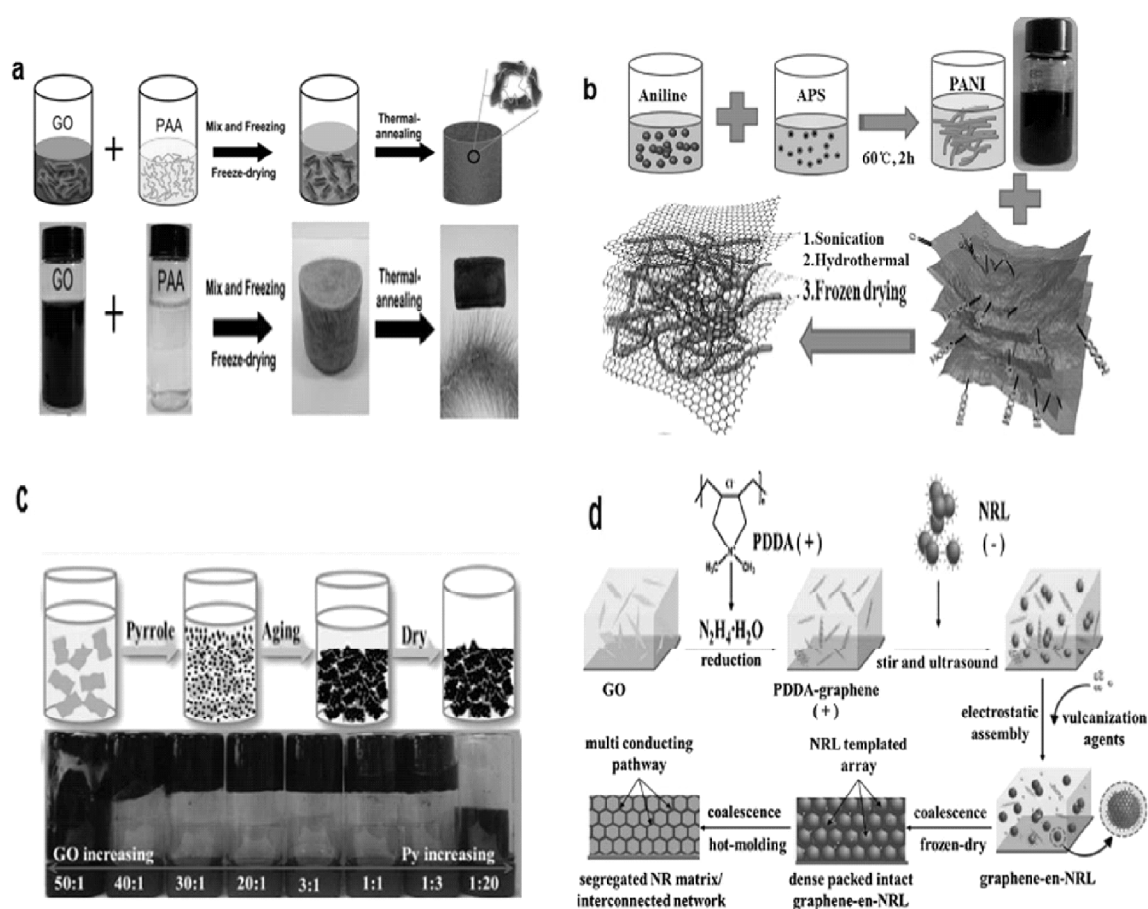 a
GO
+
PAA
Mix and Freezing
Freeze-drying
Thermal-
annealing
GO
+
PAA
Mix and Freezing
Freeze-drying
Thermal-
annealing
b
Aniline
APS
60℃, 2h
PANI
1.Sonication
2.Hydrothermal
3.Frozen drying
c
Pyrrole
Aging
Dry
GO increasing
Py increasing
50:1
40:1
30:1
20:1
3:1
1:1
1:3
1:20
d
Cl
N
H₃C
CH₃
PDDA (+)
NRL
(-)
N₂H₄·H₂O
reduction
stir and ultrasound
GO
PDDA-graphene
(+)
electrostatic
assembly
vulcanization
agents
multi conducting
pathway
NRL templated
array
coalescence
hot-molding
coalescence
frozen-dry
segregated NR matrix/
interconnected network
dense packed intact
graphene-en-NRL
graphene-en-NRL